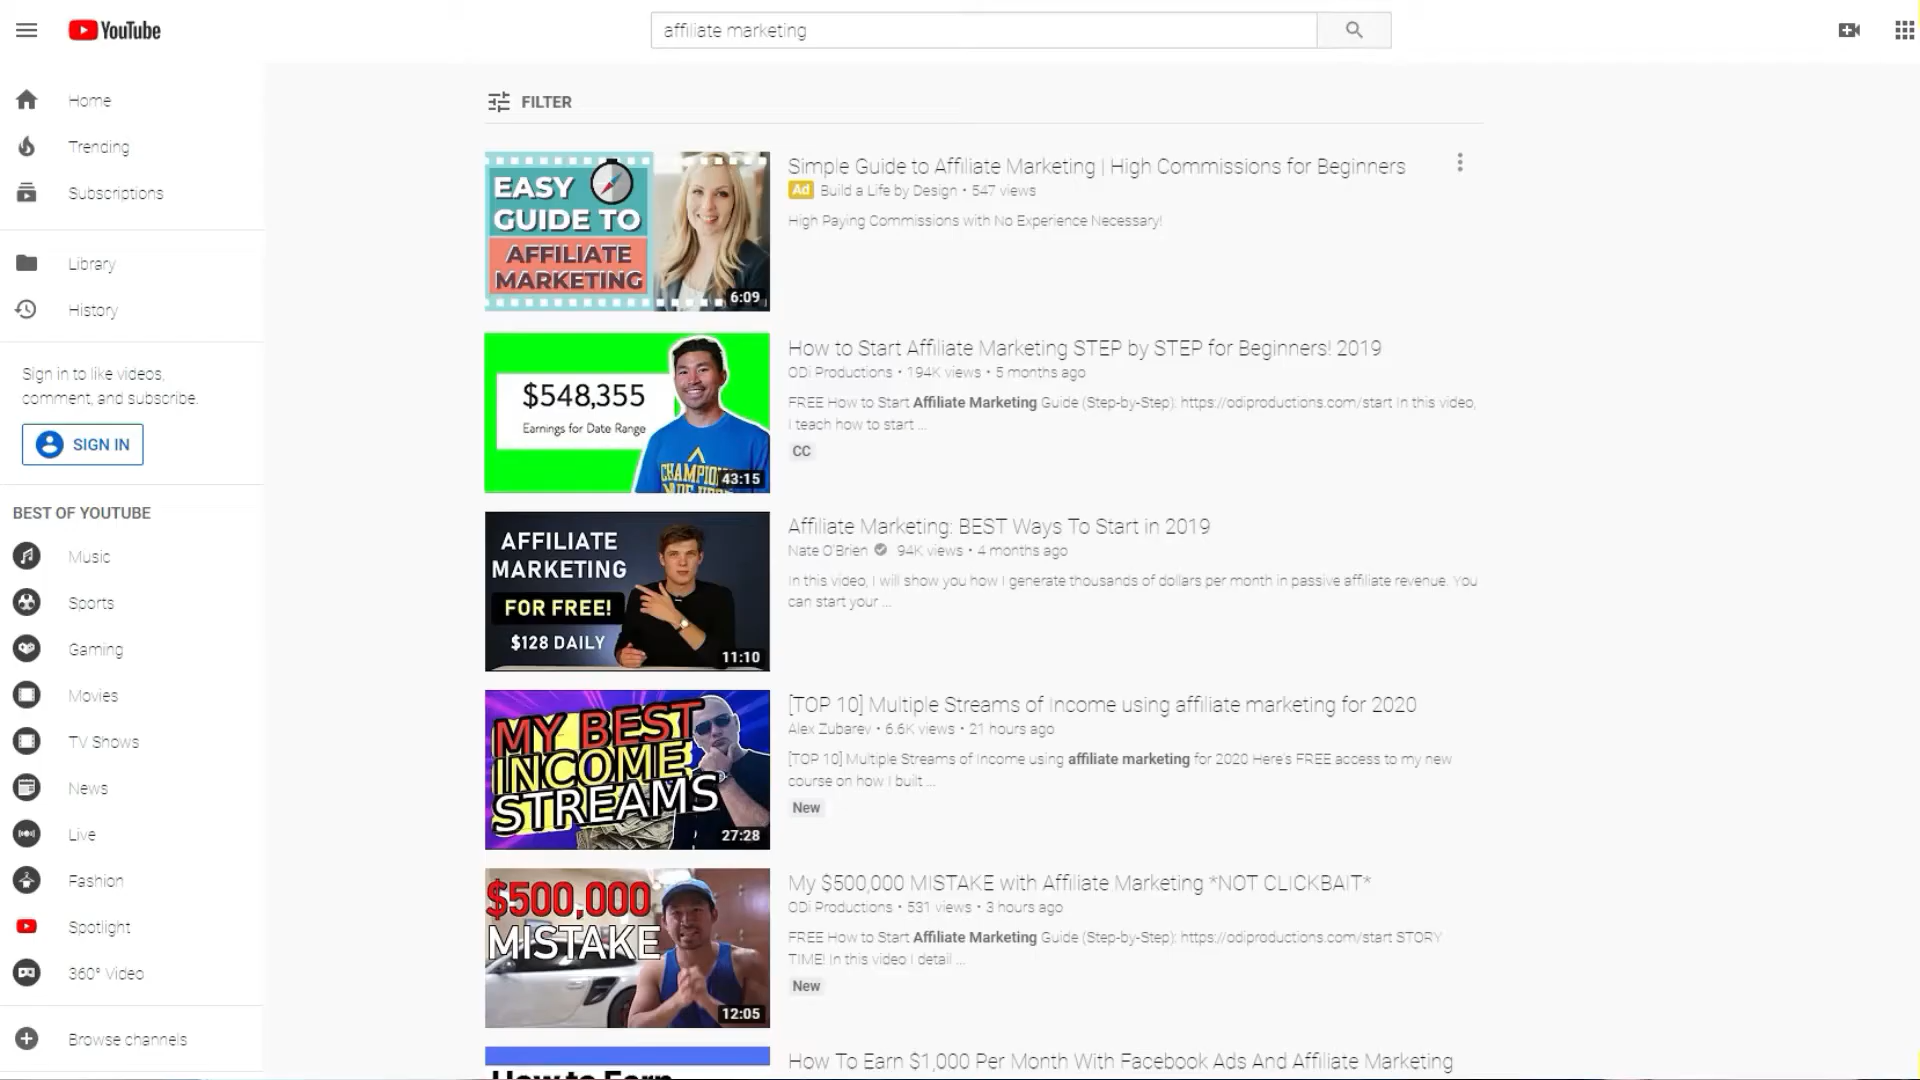 YouTube
affiliate marketing
Home
Trending
Subscriptions
Library
History
Sign in to like videos,
comment, and subscribe.
SIGN IN
BEST OF YOUTUBE
Music
Sports
Gaming
Movies
TV Shows
News
Live
Fashion
Spotlight
360° Video
Browse channels
FILTER
EASY
GUIDE TO
AFFILIATE
MARKETING
6:09
Simple Guide to Affiliate Marketing | High Commissions for Beginners
Ad Build a Life by Design • 547 views
High Paying Commissions with No Experience Necessary!
$548,355
Earnings for Date Range
43:15
How to Start Affiliate Marketing STEP by STEP for Beginners! 2019
ODi Productions • 194K views • 5 months ago
FREE How to Start Affiliate Marketing Guide (Step-by-Step): https://odiproductions.com/start In this video,
I teach how to start ...
CC
AFFILIATE
MARKETING
FOR FREE!
$128 DAILY
11:10
Affiliate Marketing: BEST Ways To Start in 2019
Nate O'Brien 94K views • 4 months ago
In this video, I will show you how I generate thousands of dollars per month in passive affiliate revenue. You
can start your ...
MY BEST
INCOME
STREAMS
27:28
[TOP 10] Multiple Streams of Income using affiliate marketing for 2020
Alex Zubarev • 6.6K views • 21 hours ago
[TOP 10] Multiple Streams of Income using affiliate marketing for 2020 Here's FREE access to my new
course on how I built ...
New
$500,000
MISTAKE
12:05
My $500,000 MISTAKE with Affiliate Marketing *NOT CLICKBAIT*
ODi Productions • 531 views • 3 hours ago
FREE How to Start Affiliate Marketing Guide (Step-by-Step): https://odiproductions.com/start STORY
TIME! In this video I detail ...
New
How to Earn
How To Earn $1,000 Per Month With Facebook Ads And Affiliate Marketing